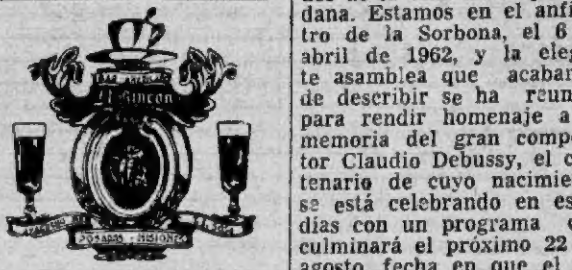 El Rincón
POSADAS - MISIONES
dana. Estamos en el anfi
tro de la Sorbona, el 6
abril de 1962, y la eleg
te asamblea que acabar
de describir se ha reun
para rendir homenaje a
memoria del gran compo
tor Claudio Debussy, el c
tenario de cuyo nacimie
se está celebrando en es
días con un programa
culminará el próximo 22
agosto, fecha en que el